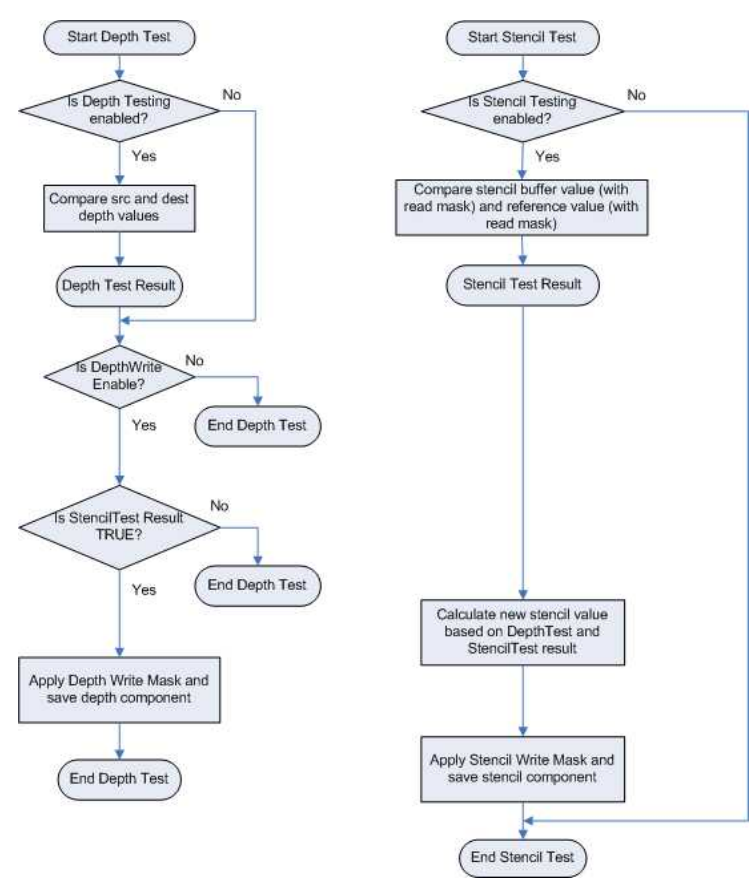 Start Depth Test
Is Depth Testing
enabled?
No
Yes
Compare src and dest
depth values
Depth Test Result
Is DepthWrite
Enable?
No
End Depth Test
Yes
Is StencilTest Result
TRUE?
No
End Depth Test
Yes
Apply Depth Write Mask and
save depth component
End Depth Test
Start Stencil Test
Is Stencil Testing
enabled?
No
Yes
Compare stencil buffer value (with
read mask) and reference value (with
read mask)
Stencil Test Result
Calculate new stencil value
based on DepthTest and
StencilTest result
Apply Stencil Write Mask and
save stencil component
End Stencil Test